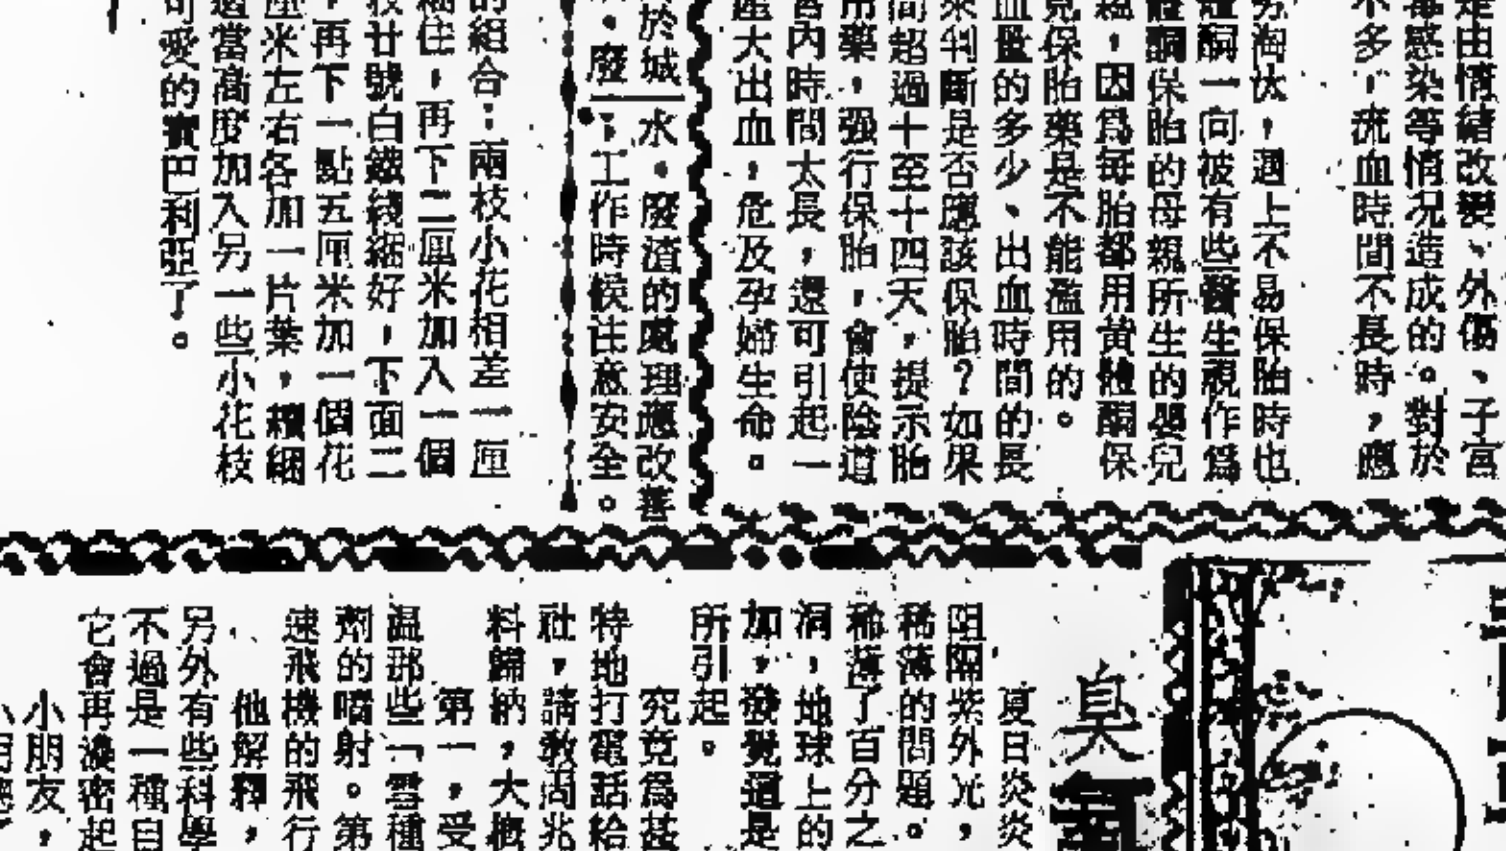 是由情緒改變、外傷、子宮
毒感染等情況造成的。對於
不多,流血時間不長時,應
勞淘汰,遇上不易保胎時也
體酮一向被有些醫生視作爲
體酮保胎的母親所生的嬰兒
,因爲每胎都用黃體酮保
見保胎藥是不能濫用的。
血量的多少、出血時間的長
來判斷是否應該保胎?如果
間超過十至十四天,提示胎
用藥,强行保胎,會使陰道
宮內時間太長,還可引起一
產大出血,危及孕婦生命。
於城水。廢渣的處理應改善
。廢工作時候注意安全。
的組合:兩枝小花相差一厘
綑住,再下二厘米加入一個
枝廿號白鐵綫綑好,下面二
,再下一點五厘米加一個花
厘米左右各加一片葉,續綑
適當高度加入另一些小花枝
可愛的寶巴利亞了。
臭
夏日炎炎
阻隔紫外光,
稀薄的問題。
稀薄了百分之
洞,地球上的
加,發覺這是
所引起。
究竟爲甚
特地打電話給
社,請教周兆
料歸納,大概
第一,受
溫那些「雪種
劑的噴射。第
速飛機的飛行
他解釋,
另外有些科學
不過是一種自
它會再濃密起
小朋友,